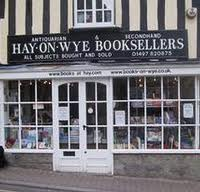 ANTIQUARIAN & SECONDHAND
HAY-ON-WYE BOOKSELLERS
ALL SUBJECTS BOUGHT AND SOLD 01497 820875
www.books at hay.com www.hay-on-wye.co.uk